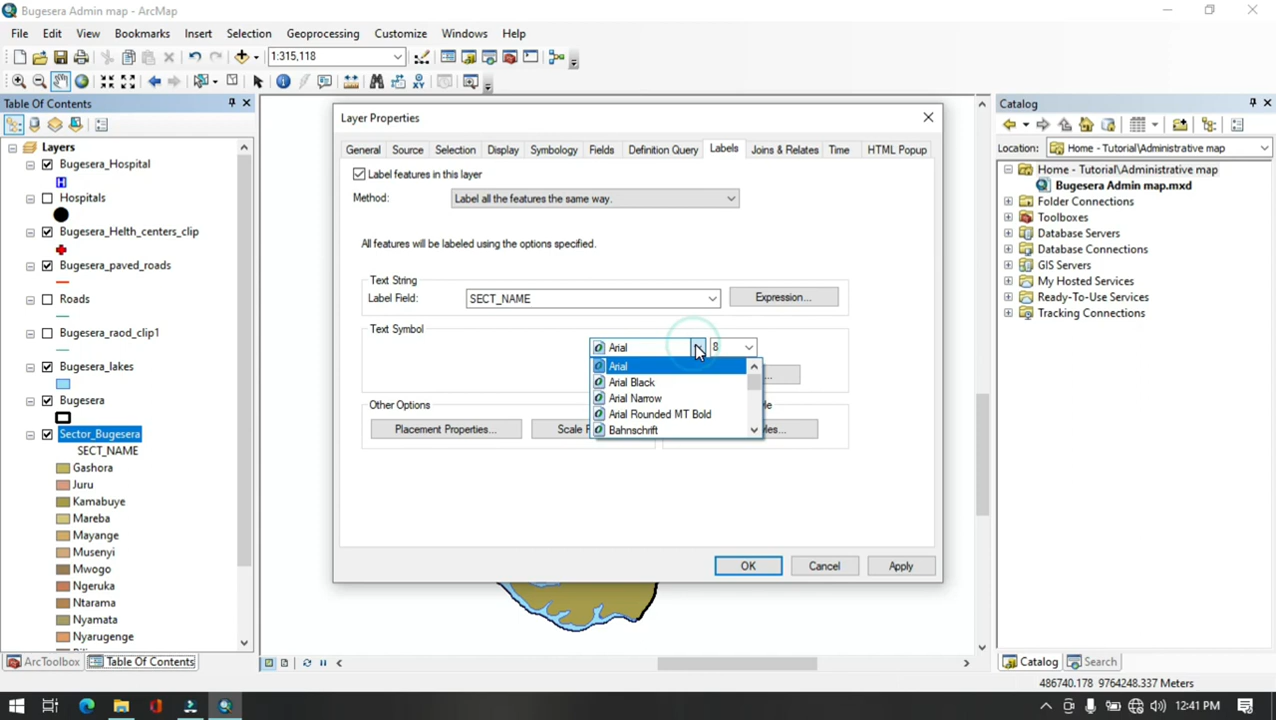 Bugesera Admin map - ArcMap
File Edit View Bookmarks Insert Selection Geoprocessing Customize Windows Help
1:315,118
Table Of Contents
Layers
Bugesera_Hospital
H
Hospitals
Bugesera_Helth_centers_clip
Bugesera_paved_roads
Roads
Bugesera_raod_clip1
Bugesera_lakes
Bugesera
Sector_Bugesera
SECT_NAME
Gashora
Juru
Kamabuye
Mareba
Mayange
Musenyi
Mwogo
Ngeruka
Ntarama
Nyamata
Nyarugenge
ArcToolbox Table Of Contents
Layer Properties
General Source Selection Display Symbology Fields Definition Query Labels Joins & Relates Time HTML Popup
Label features in this layer
Method: Label all the features the same way.
All features will be labeled using the options specified.
Text String
Label Field: SECT_NAME Expression...
Text Symbol
Arial 8
Arial
Arial Black
Arial Narrow
Arial Rounded MT Bold
Bahnschrift
Other Options
Placement Properties...
OK Cancel Apply
Catalog
Location: Home - Tutorial\Administrative map
Home - Tutorial\Administrative map
Bugesera Admin map.mxd
Folder Connections
Toolboxes
Database Servers
Database Connections
GIS Servers
My Hosted Services
Ready-To-Use Services
Tracking Connections
Catalog Search
486740.178 9764248.337 Meters
12:41 PM